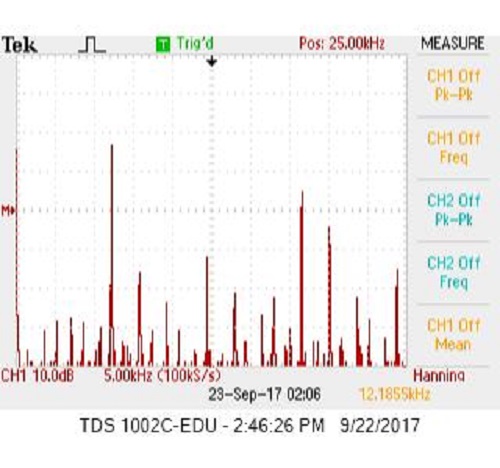 Tek T Trig'd Pos: 25.00kHz MEASURE
CH1 Off
Pk-Pk
CH1 Off
Freq
M
CH2 Off
Pk-Pk
CH2 Off
Freq
CH1 Off
Mean
CH1 10.0dB 5.00kHz (100kS/s) Hanning
23-Sep-17 02:06 12.1855kHz
TDS 1002C-EDU - 2:46:26 PM 9/22/2017